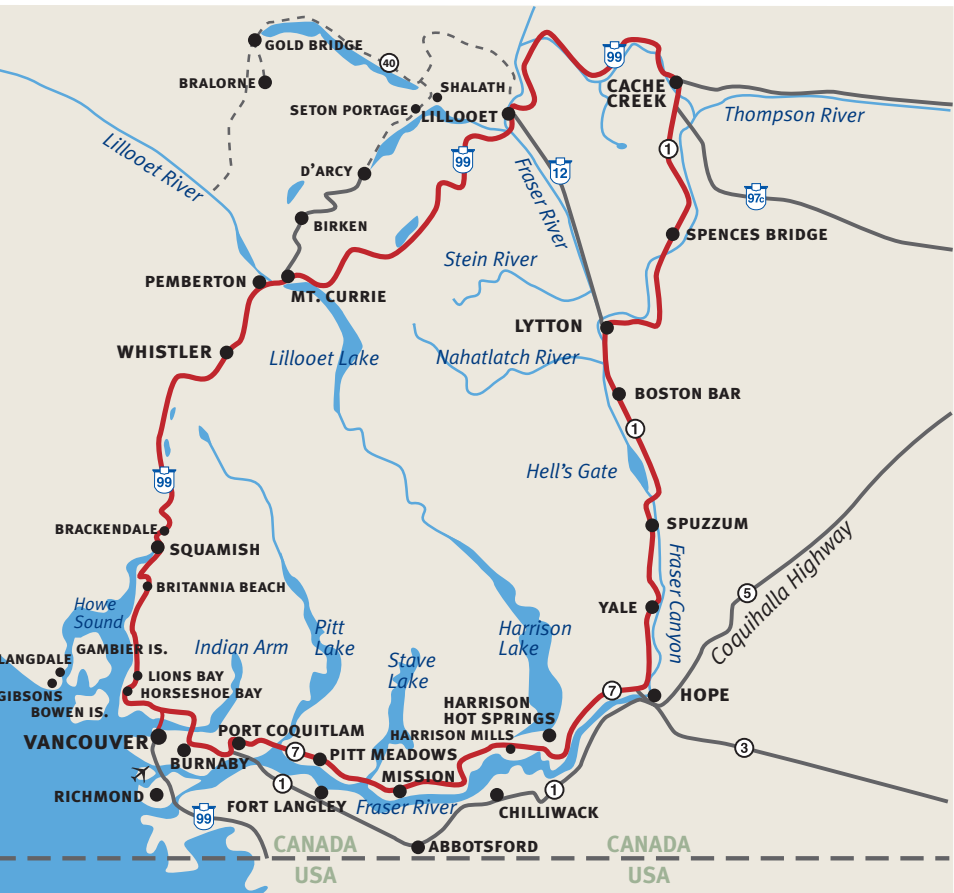 GOLD BRIDGE
99
40
BRALORNE
SHALATH
CACHE
CREEK
SETON PORTAGE
LILLOOET
Thompson River
Lillooet River
99
1
D'ARCY
12
Fraser River
97c
BIRKEN
SPENCES BRIDGE
Stein River
PEMBERTON
MT. CURRIE
LYTTON
WHISTLER
Lillooet Lake
Nahatlatch River
BOSTON BAR
1
99
Hell's Gate
BRACKENDALE
SPUZZUM
SQUAMISH
Fraser Canyon
Coquihalla Highway
BRITANNIA BEACH
5
Howe
Sound
YALE
Pitt
Lake
Harrison
Lake
GAMBIER IS.
Indian Arm
LANGDALE
Stave
Lake
LIONS BAY
GIBSONS
HORSESHOE BAY
7
HOPE
BOWEN IS.
HARRISON
HOT SPRINGS
PORT COQUITLAM
HARRISON MILLS
VANCOUVER
7
PITT MEADOWS
3
BURNABY
MISSION
1
1
RICHMOND
FORT LANGLEY
Fraser River
99
CHILLIWACK
CANADA
ABBOTSFORD
CANADA
USA
USA